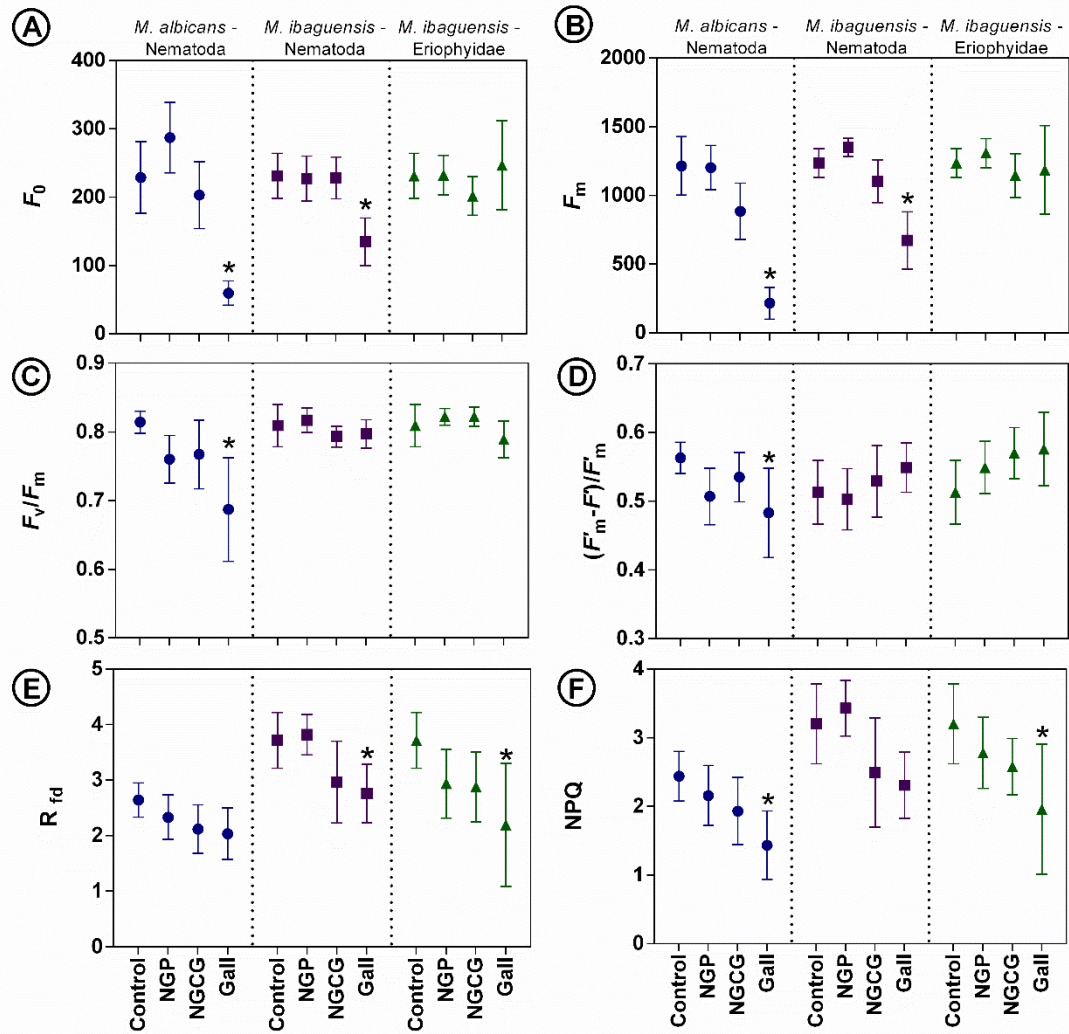 A
M. albicans -
Nematoda
M. ibaguensis -
Nematoda
M. ibaguensis -
Eriophyidae
400
300
200
100
0
F0
*
*
B
M. albicans -
Nematoda
M. ibaguensis -
Nematoda
M. ibaguensis -
Eriophyidae
2000
1500
1000
500
0
Fm
*
*
C
0.9
0.8
0.7
0.6
0.5
Fv/Fm
*
D
0.7
0.6
0.5
0.4
0.3
(F'm-F')/F'm
*
E
5
4
3
2
1
0
Rfd
*
*
Control
NGP
NGCG
Gall
Control
NGP
NGCG
Gall
Control
NGP
NGCG
Gall
F
4
3
2
1
0
NPQ
*
*
Control
NGP
NGCG
Gall
Control
NGP
NGCG
Gall
Control
NGP
NGCG
Gall